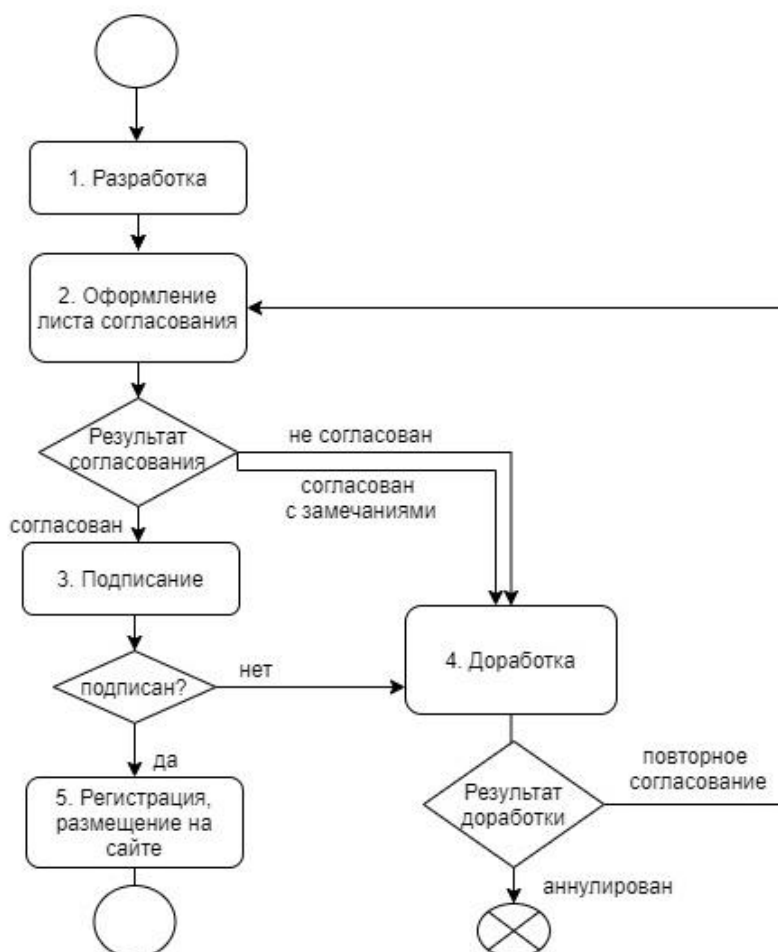 1. Разработка
2. Оформление
листа согласования
Результат
согласования
не согласован
согласован
с замечаниями
согласован
3. Подписание
4. Доработка
подписан?
нет
да
5. Регистрация,
размещение на
сайте
Результат
доработки
повторное
согласование
аннулирован